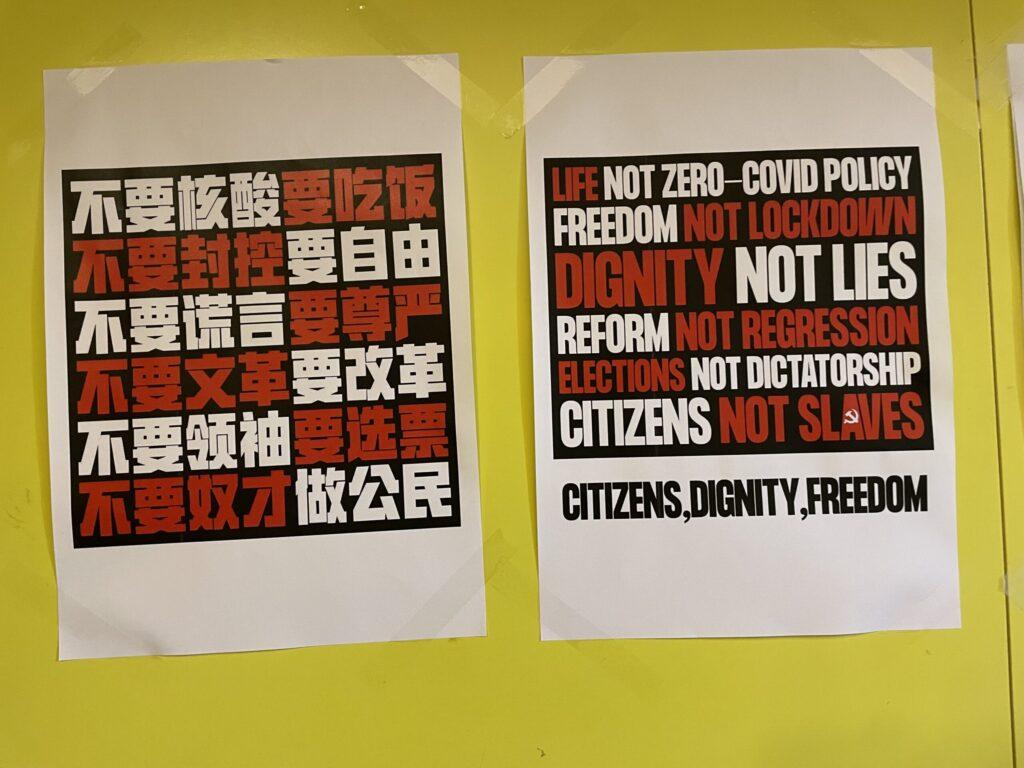 不要核酸要吃饭
不要封控要自由
不要谎言要尊严
不要文革要改革
不要领袖要选票
不要奴才做公民
LIFE NOT ZERO-COVID POLICY
FREEDOM NOT LOCKDOWN
DIGNITY NOT LIES
REFORM NOT REGRESSION
ELECTIONS NOT DICTATORSHIP
CITIZENS NOT SLAVES
CITIZENS,DIGNITY,FREEDOM